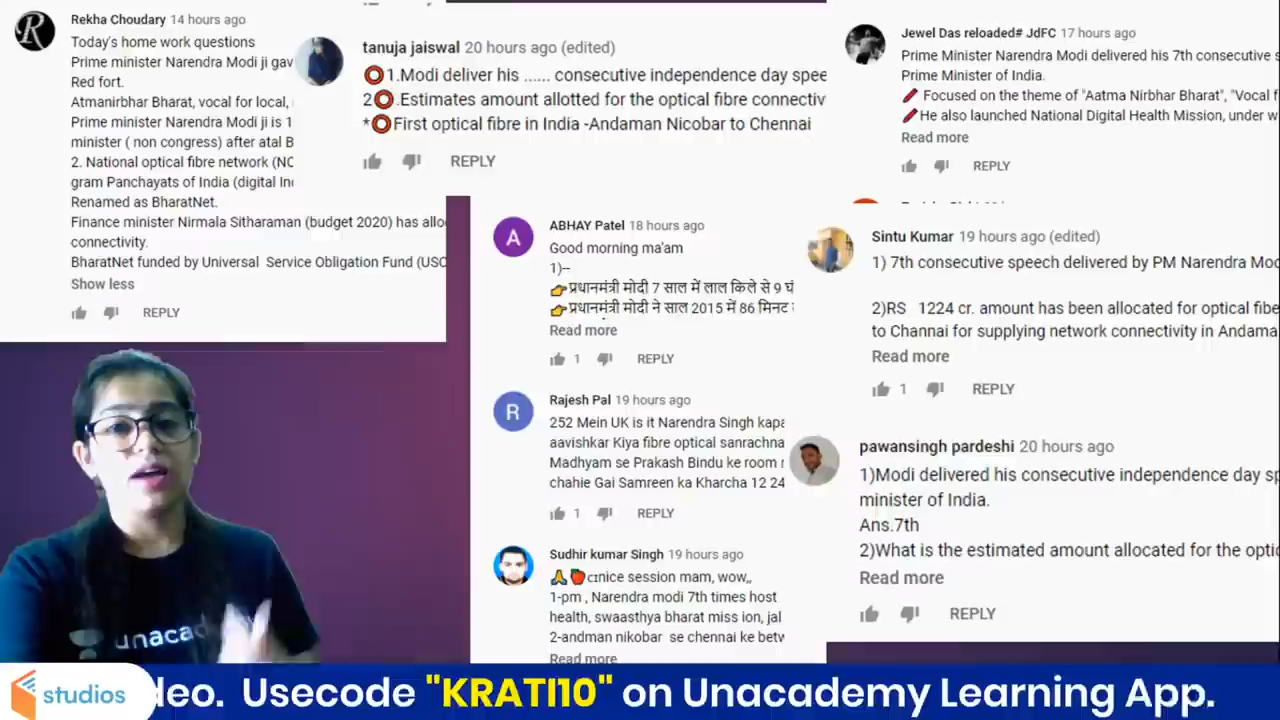 Rekha Choudary 14 hours ago
Today's home work questions
Prime minister Narendra Modi ji gav
Red fort.
Atmanirbhar Bharat, vocal for local,
Prime minister Narendra Modi ji is 1
minister ( non congress) after atal B
2. National optical fibre network (NC
gram Panchayats of India (digital In
Renamed as BharatNet.
Finance minister Nirmala Sitharaman (budget 2020) has allo
connectivity.
BharatNet funded by Universal Service Obligation Fund (USC
Show less
REPLY
tanuja jaiswal 20 hours ago (edited)
⭕1.Modi deliver his ...... consecutive independence day spee
2⭕.Estimates amount allotted for the optical fibre connectiv
*⭕First optical fibre in India -Andaman Nicobar to Chennai
REPLY
Jewel Das reloaded# JdFC 17 hours ago
Prime Minister Narendra Modi delivered his 7th consecutive s
Prime Minister of India.
Focused on the theme of "Aatma Nirbhar Bharat", "Vocal f
He also launched National Digital Health Mission, under w
Read more
REPLY
A
ABHAY Patel 18 hours ago
Good morning ma'am
1)--
👉प्रधानमंत्री मोदी 7 साल में लाल किले से 9 घं
👉प्रधानमंत्री मोदी ने साल 2015 में 86 मिनट
Read more
1 REPLY
Sintu Kumar 19 hours ago (edited)
1) 7th consecutive speech delivered by PM Narendra Moc
2)RS 1224 cr. amount has been allocated for optical fibe
to Channai for supplying network connectivity in Andama
Read more
1 REPLY
R
Rajesh Pal 19 hours ago
252 Mein UK is it Narendra Singh kapa
aavishkar Kiya fibre optical sanrachna
Madhyam se Prakash Bindu ke room
chahie Gai Samreen ka Kharcha 12 24
1 REPLY
pawansingh pardeshi 20 hours ago
1)Modi delivered his consecutive independence day sp
minister of India.
Ans.7th
2)What is the estimated amount allocated for the optic
Read more
REPLY
Sudhir kumar Singh 19 hours ago
🙏🍎nice session mam, wow,,
1-pm , Narendra modi 7th times host
health, swaasthya bharat miss ion, jal
2-andman nikobar se chennai ke betw
Read more
unacad
studios
deo. Usecode "KRATI10" on Unacademy Learning App.